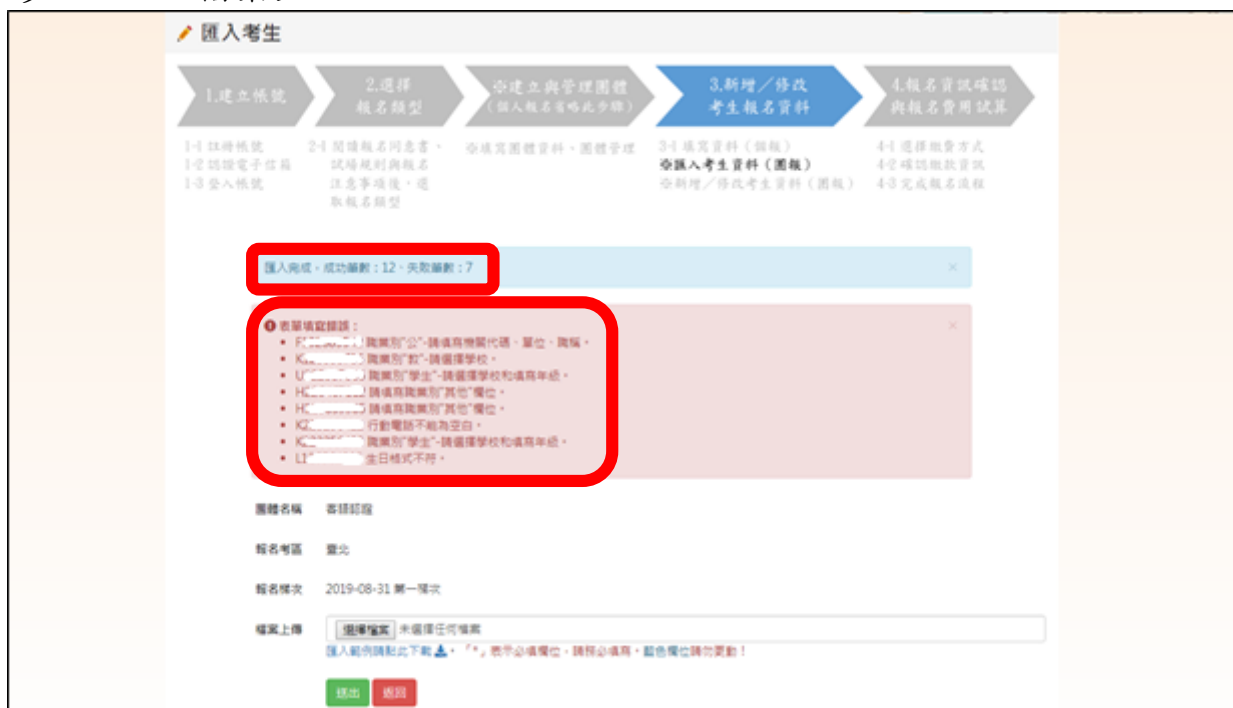 匯入考生
1.建立帳號
2.選擇
報名類型
※建立與管理團體
(個人報名省略此步驟)
3.新增／修改
考生報名資料
4.報名資訊確認
與報名費用試算
1-1 註冊帳號
1-2 認證電子信箱
1-3 登入帳號
2-1 閱讀報名同意書、
試場規則與報名
注意事項後，選
取報名類型
※填寫團體資料、團體管理
3-1 填寫資料（個報）
※匯入考生資料（團報）
※新增／修改考生資料（團報）
4-1 選擇繳費方式
4-2 確認繳款資訊
4-3 完成報名流程
匯入完成，成功筆數：12、失敗筆數：7
×
表單填寫錯誤：
×
職業別"公"-請填寫機關代碼、單位、職稱。
職業別"教"-請選擇學校。
職業別"學生"-請選擇學校和填寫年級。
請填寫職業別"其他"欄位。
請填寫職業別"其他"欄位。
行動電話不能為空白。
職業別"學生"-請選擇學校和填寫年級。
生日格式不符。
團體名稱 客語認證
報名考區 臺北
報名梯次 2019-08-31 第一梯次
檔案上傳 選擇檔案 未選擇任何檔案
匯入範例請點此下載 。「*」表示必填欄位，請務必填寫，藍色欄位請勿更動！
送出 返回